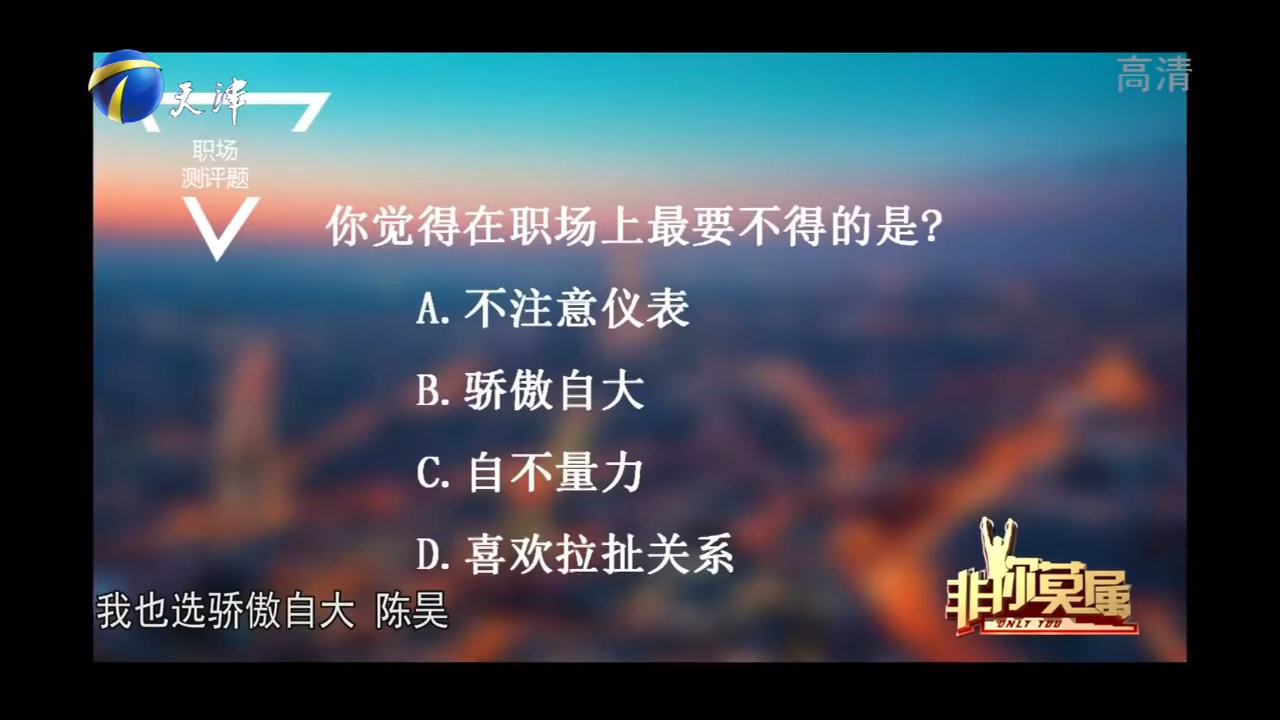 天津
高清
职场
测评题
你觉得在职场上最要不得的是?
A. 不注意仪表
B. 骄傲自大
C. 自不量力
D. 喜欢拉扯关系
我也选骄傲自大 陈昊
非你莫属
ONLY YOU